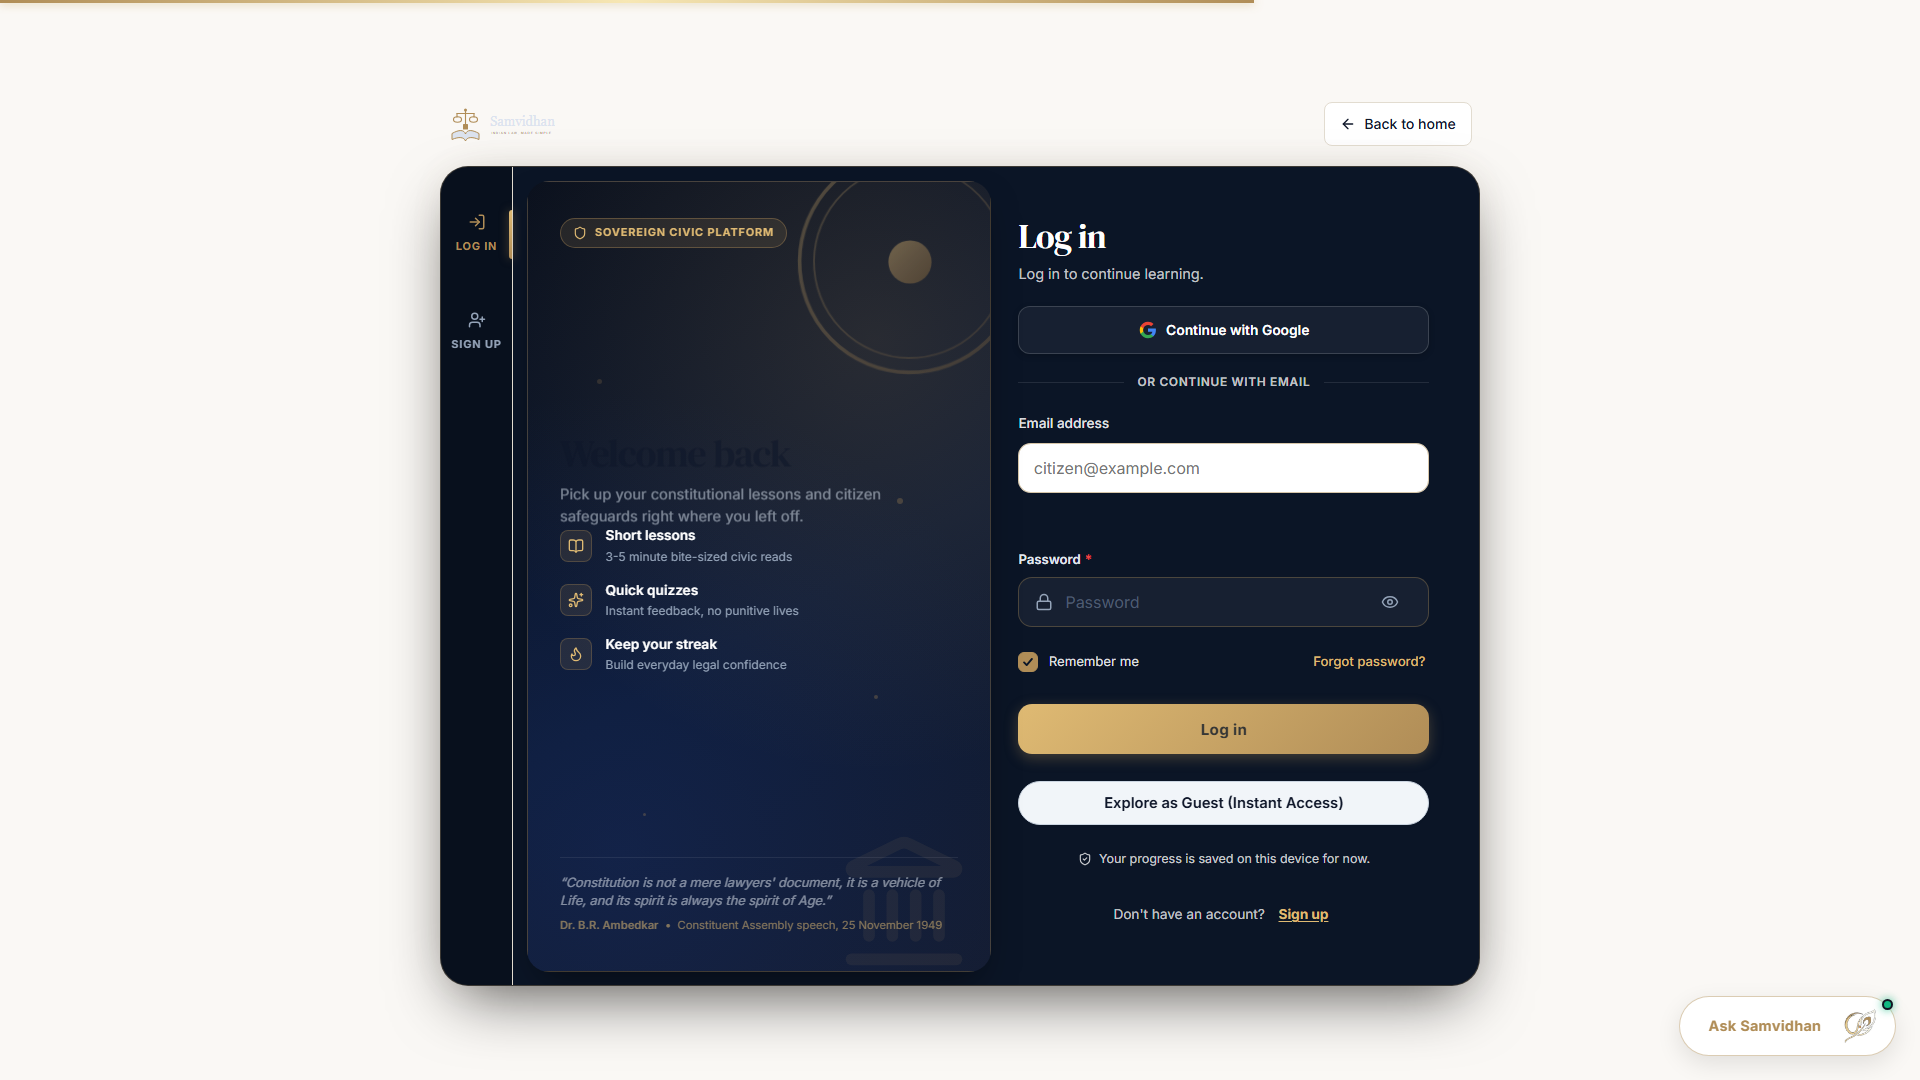 Samvidhan
Back to home
LOG IN
SIGN UP
SOVEREIGN CIVIC PLATFORM
Welcome back
Pick up your constitutional lessons and citizen
safeguards right where you left off.
Short lessons
3-5 minute bite-sized civic reads
Quick quizzes
Instant feedback, no punitive lives
Keep your streak
Build everyday legal confidence
“Constitution is not a mere lawyers' document, it is a vehicle of
Life, and its spirit is always the spirit of Age.”
Dr. B.R. Ambedkar • Constituent Assembly speech, 25 November 1949
Log in
Log in to continue learning.
Continue with Google
OR CONTINUE WITH EMAIL
Email address
citizen@example.com
Password *
Password
Remember me
Forgot password?
Log in
Explore as Guest (Instant Access)
Your progress is saved on this device for now.
Don't have an account? Sign up
Ask Samvidhan